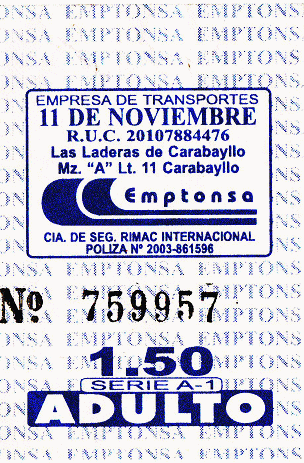 EMPRESA DE TRANSPORTES
11 DE NOVIEMBRE
R.U.C. 20107884476
Las Laderas de Carabayllo
Mz. “A” Lt. 11 Carabayllo
Emptonsa
CIA. DE SEG. RIMAC INTERNACIONAL
POLIZA Nº 2003-861596
Nº 759957
1.50
SERIE A-1
ADULTO